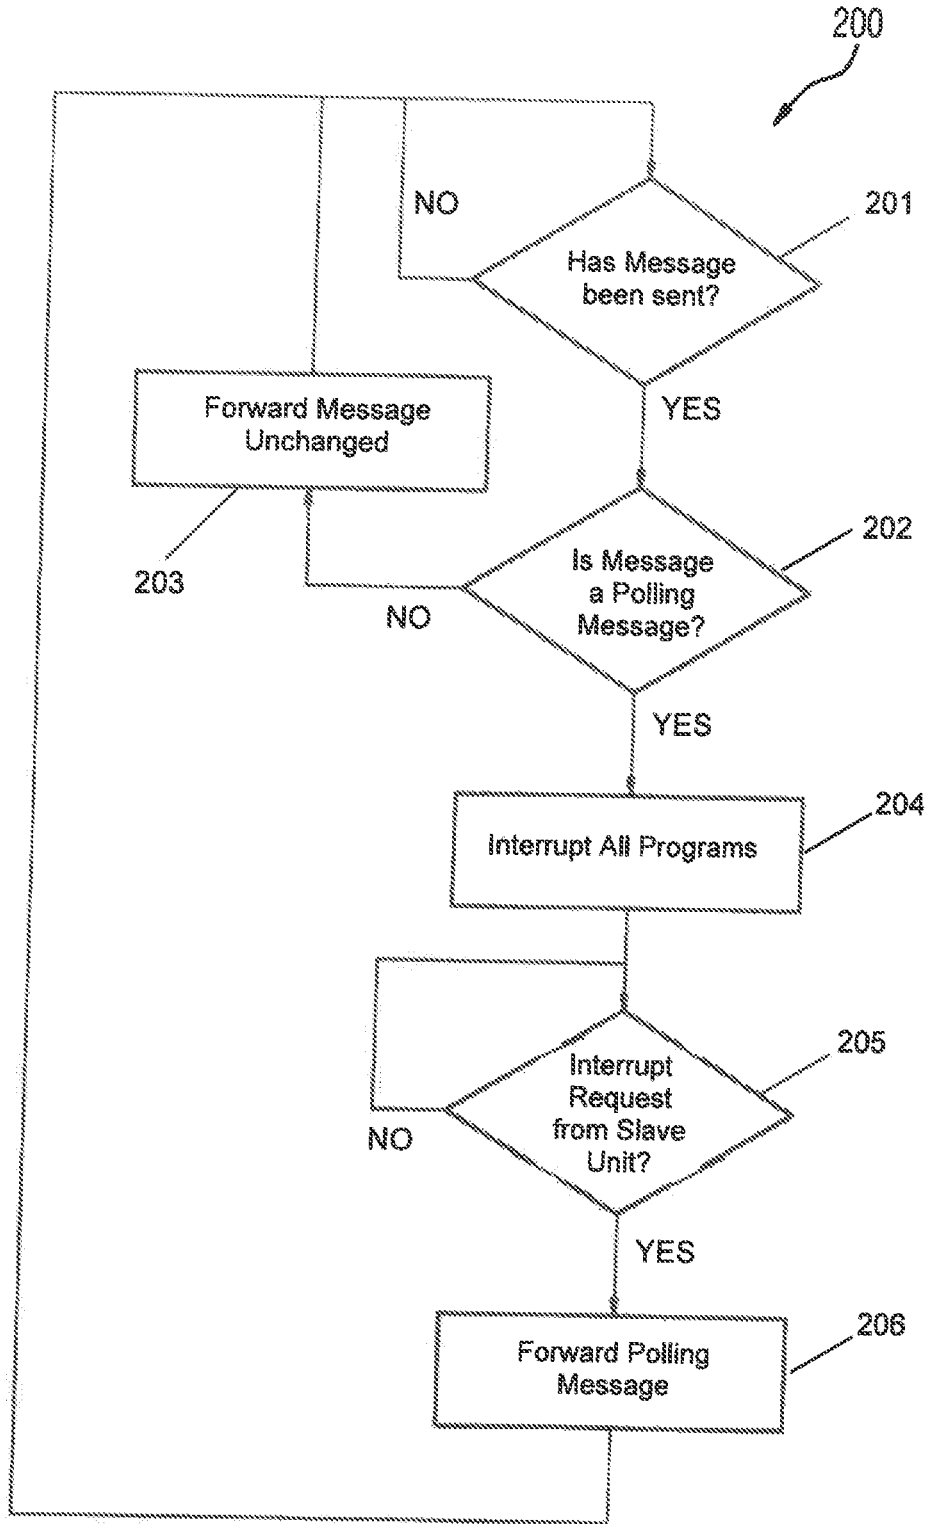 200
201
NO
Has Message
been sent?
YES
Forward Message
Unchanged
203
202
Is Message
a Polling
Message?
NO
YES
204
Interrupt All Programs
205
Interrupt
Request
from Slave
Unit?
NO
YES
206
Forward Polling
Message